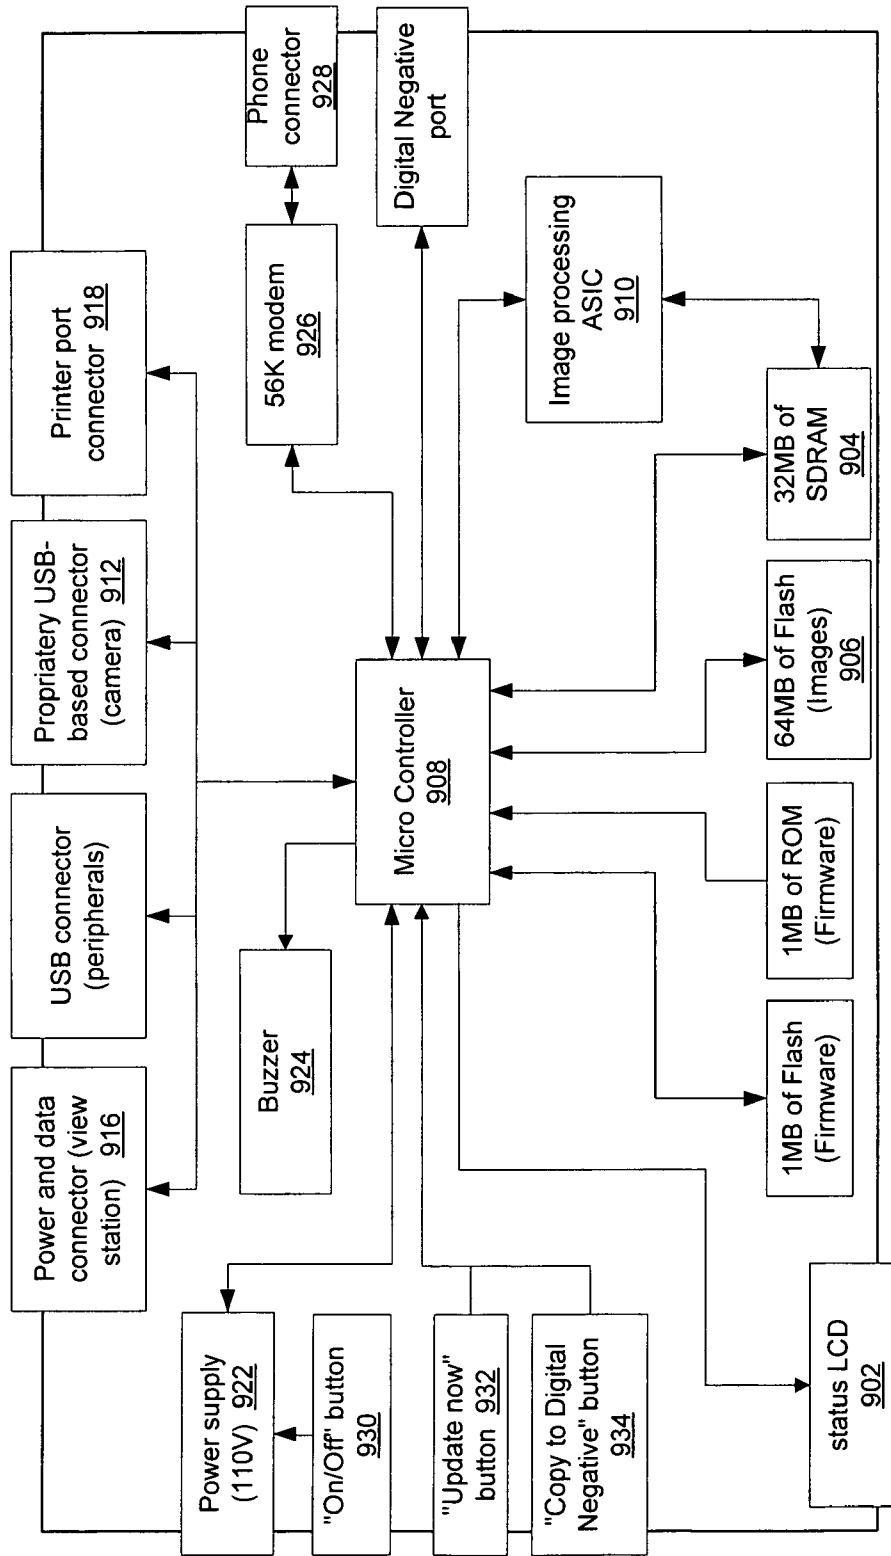 Power and data
connector (view
station) 916
USB connector
(peripherals)
Propriatery USB-
based connector
(camera) 912
Printer port
connector 918
Power supply
(110V) 922
Buzzer
924
56K modem
926
Phone
connector
928
"On/Off" button
930
Micro Controller
908
Digital Negative
port
"Update now"
button 932
"Copy to Digital
Negative" button
934
Image processing
ASIC
910
1MB of Flash
(Firmware)
1MB of ROM
(Firmware)
64MB of Flash
(Images)
906
32MB of
SDRAM
904
status LCD
902